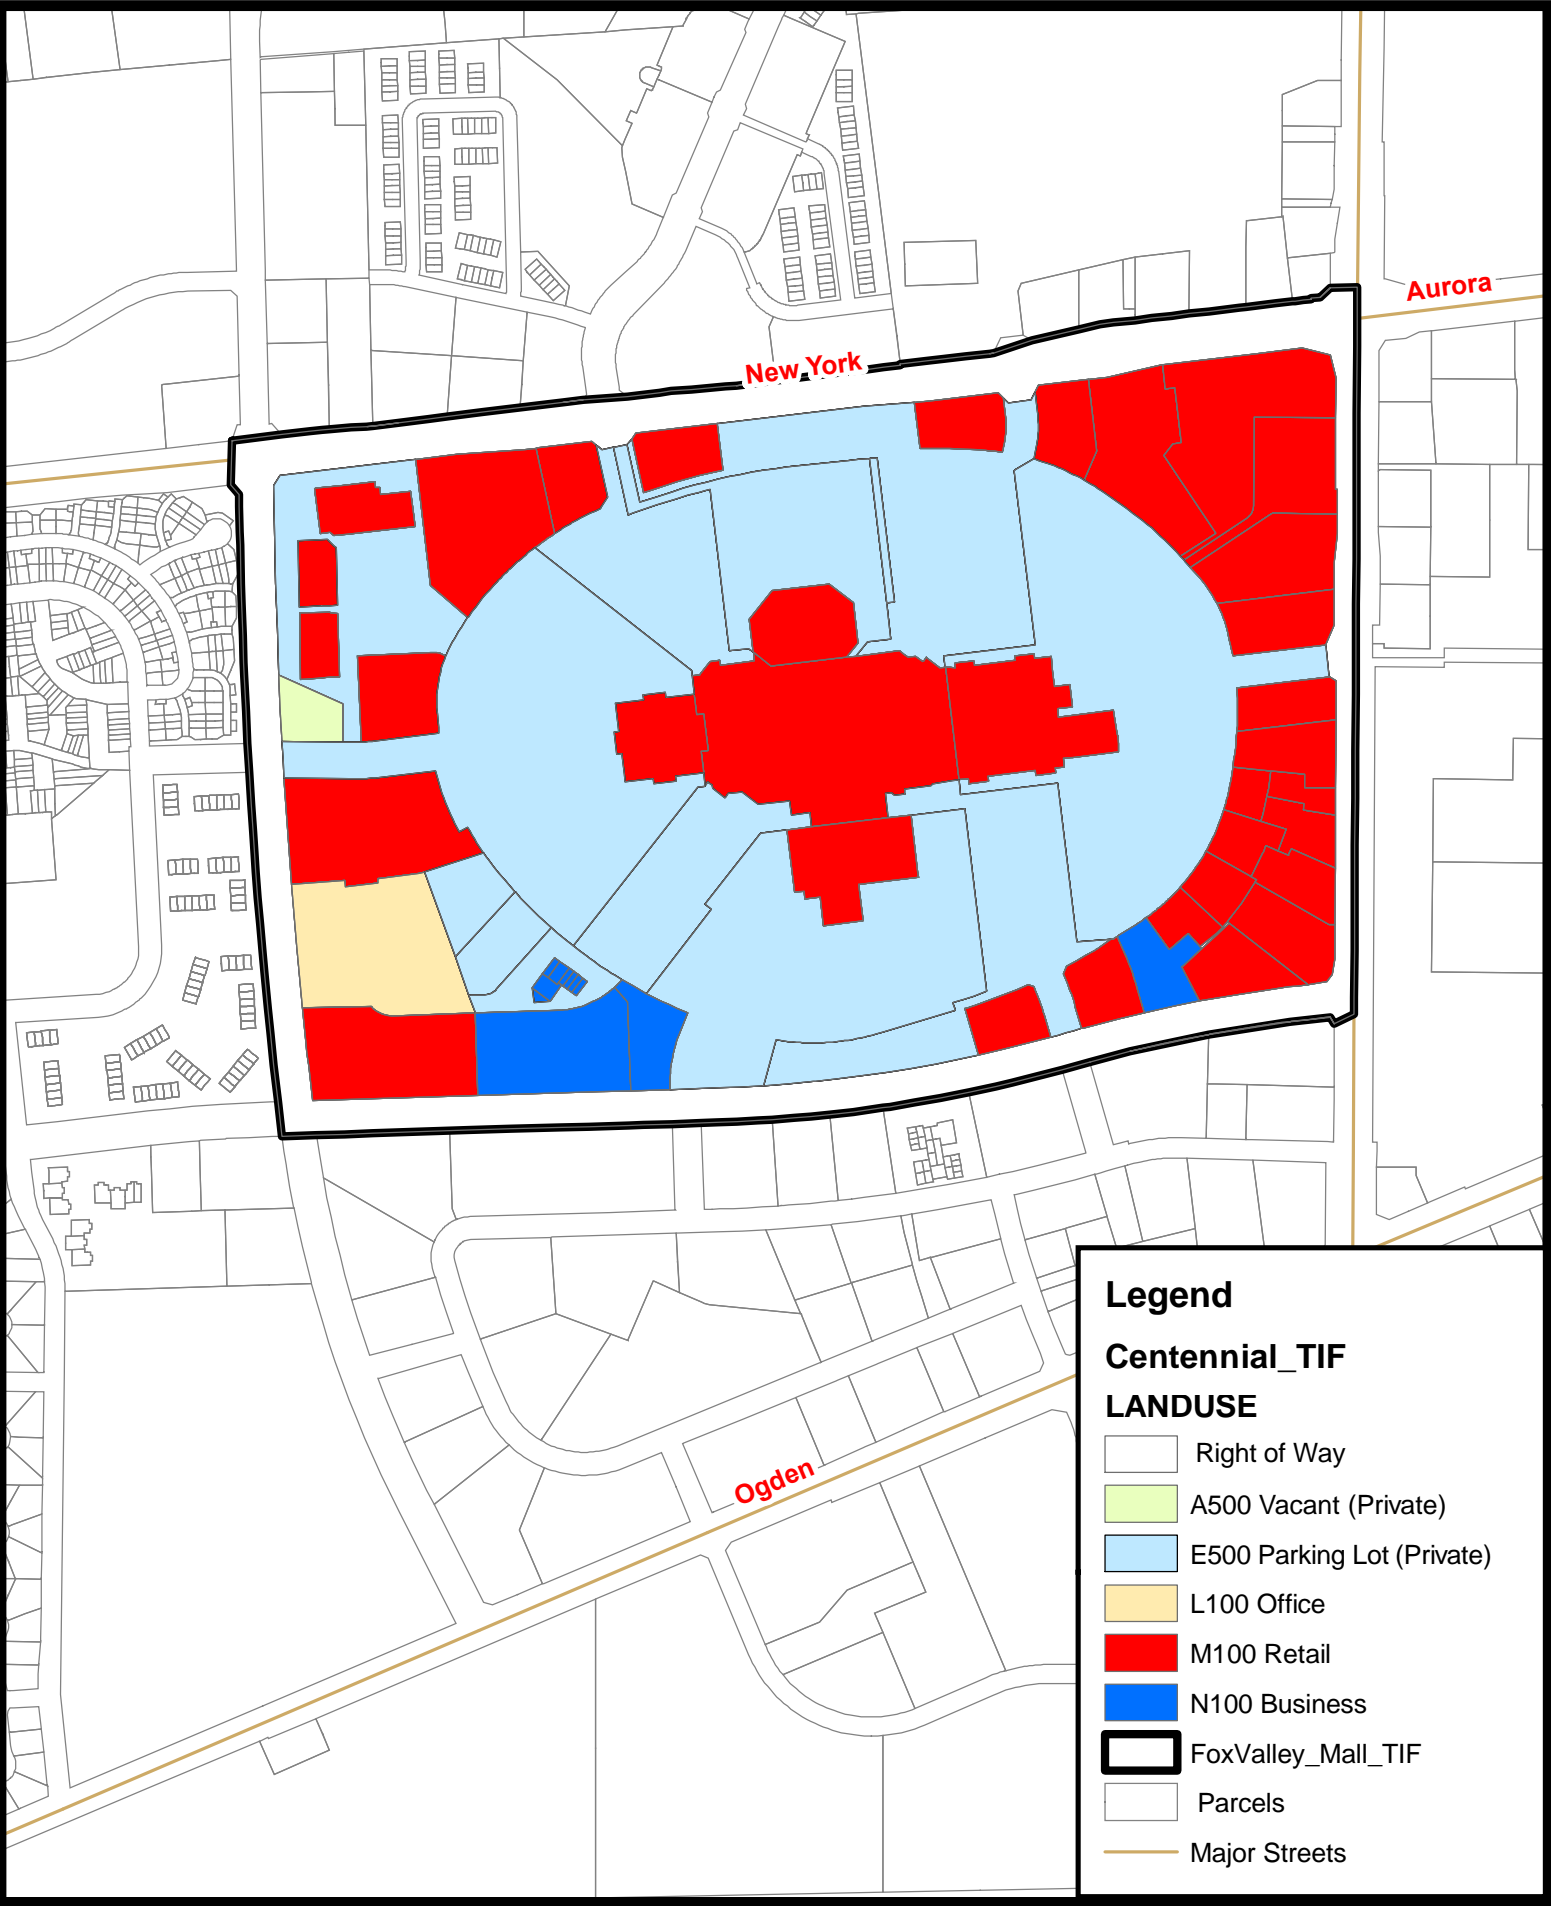 Aurora
New York
Ogden
Legend
Centennial_TIF
LANDUSE
Right of Way
A500 Vacant (Private)
E500 Parking Lot (Private)
L100 Office
M100 Retail
N100 Business
FoxValley_Mall_TIF
Parcels
Major Streets